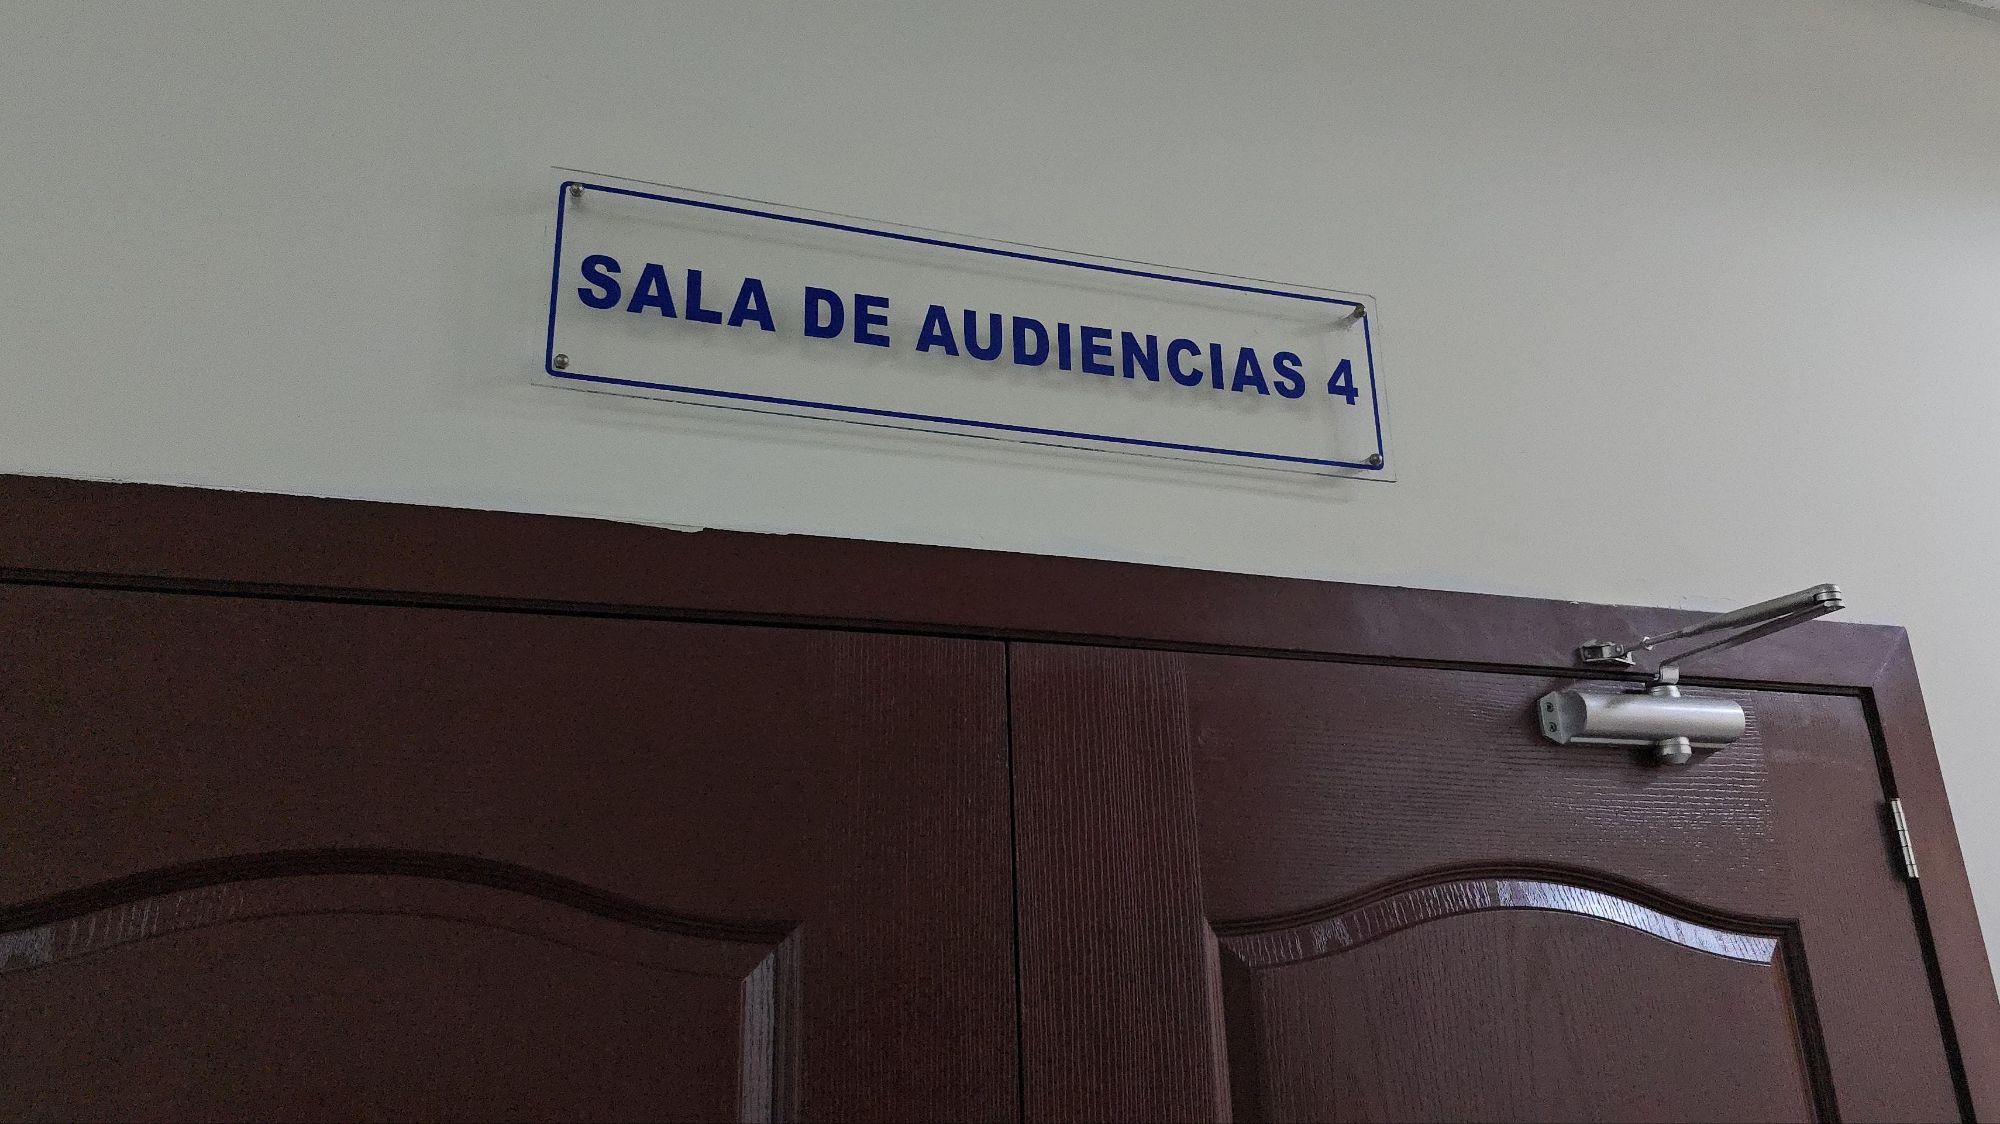 SALA DE AUDIENCIAS 4